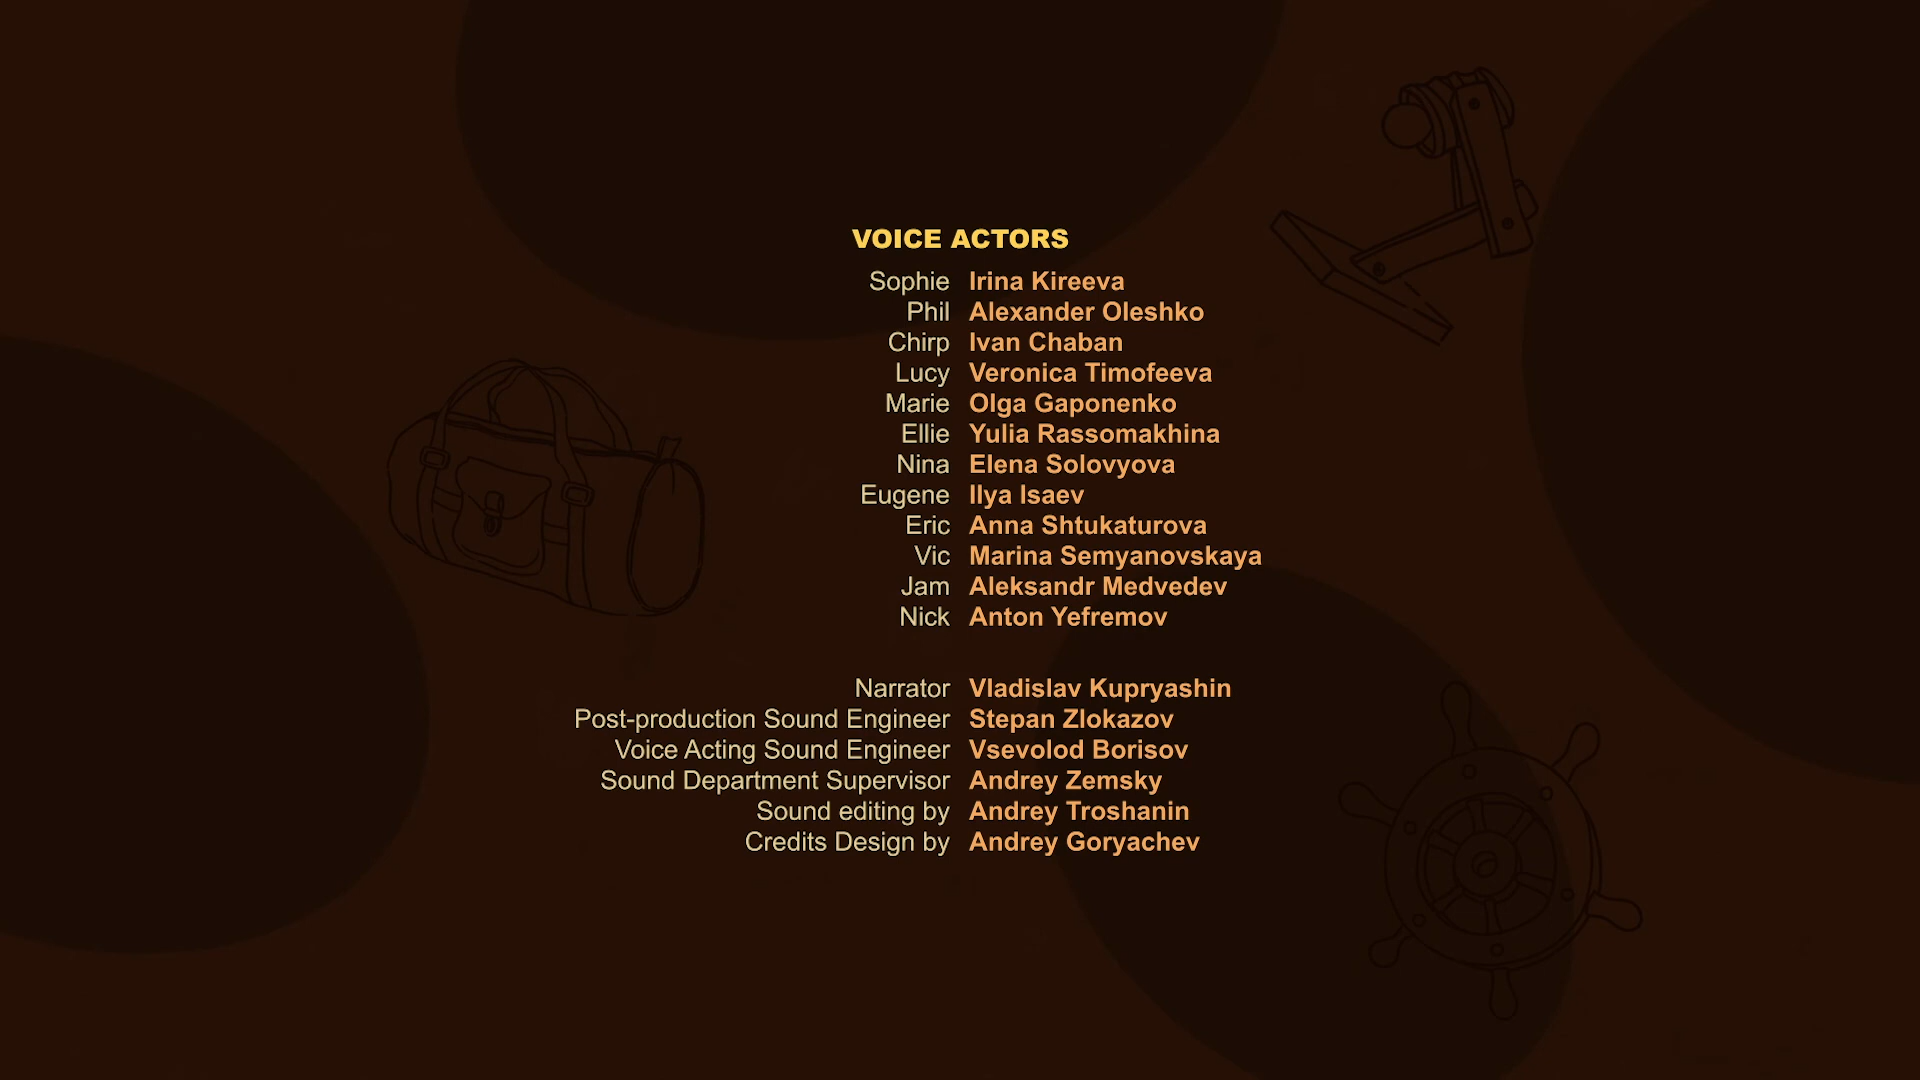 VOICE ACTORS
Sophie Irina Kireeva
Phil Alexander Oleshko
Chirp Ivan Chaban
Lucy Veronica Timofeeva
Marie Olga Gaponenko
Ellie Yulia Rassomakhina
Nina Elena Solovyova
Eugene Ilya Isaev
Eric Anna Shtukaturova
Vic Marina Semyanovskaya
Jam Aleksandr Medvedev
Nick Anton Yefremov
Narrator Vladislav Kupryashin
Post-production Sound Engineer Stepan Zlokazov
Voice Acting Sound Engineer Vsevolod Borisov
Sound Department Supervisor Andrey Zemsky
Sound editing by Andrey Troshanin
Credits Design by Andrey Goryachev